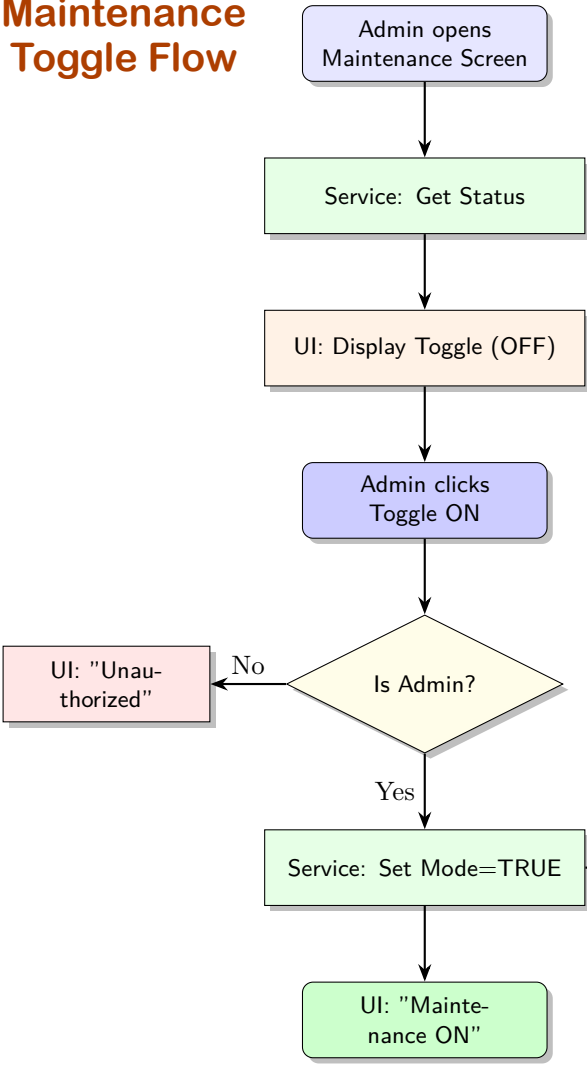 Maintenance
Toggle Flow
Admin opens
Maintenance Screen
Service: Get Status
UI: Display Toggle (OFF)
Admin clicks
Toggle ON
Is Admin?
No
UI: ”Unau-
thorized”
Yes
Service: Set Mode=TRUE
UI: ”Mainte-
nance ON”